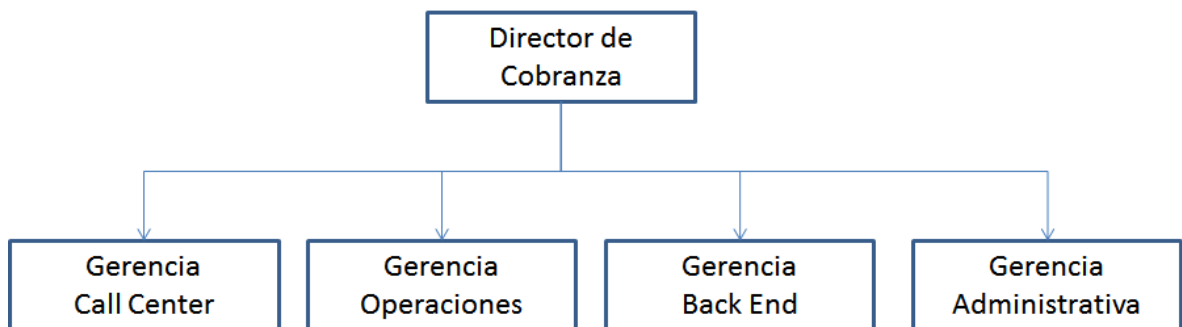 Director de
Cobranza
Gerencia
Call Center
Gerencia
Operaciones
Gerencia
Back End
Gerencia
Administrativa